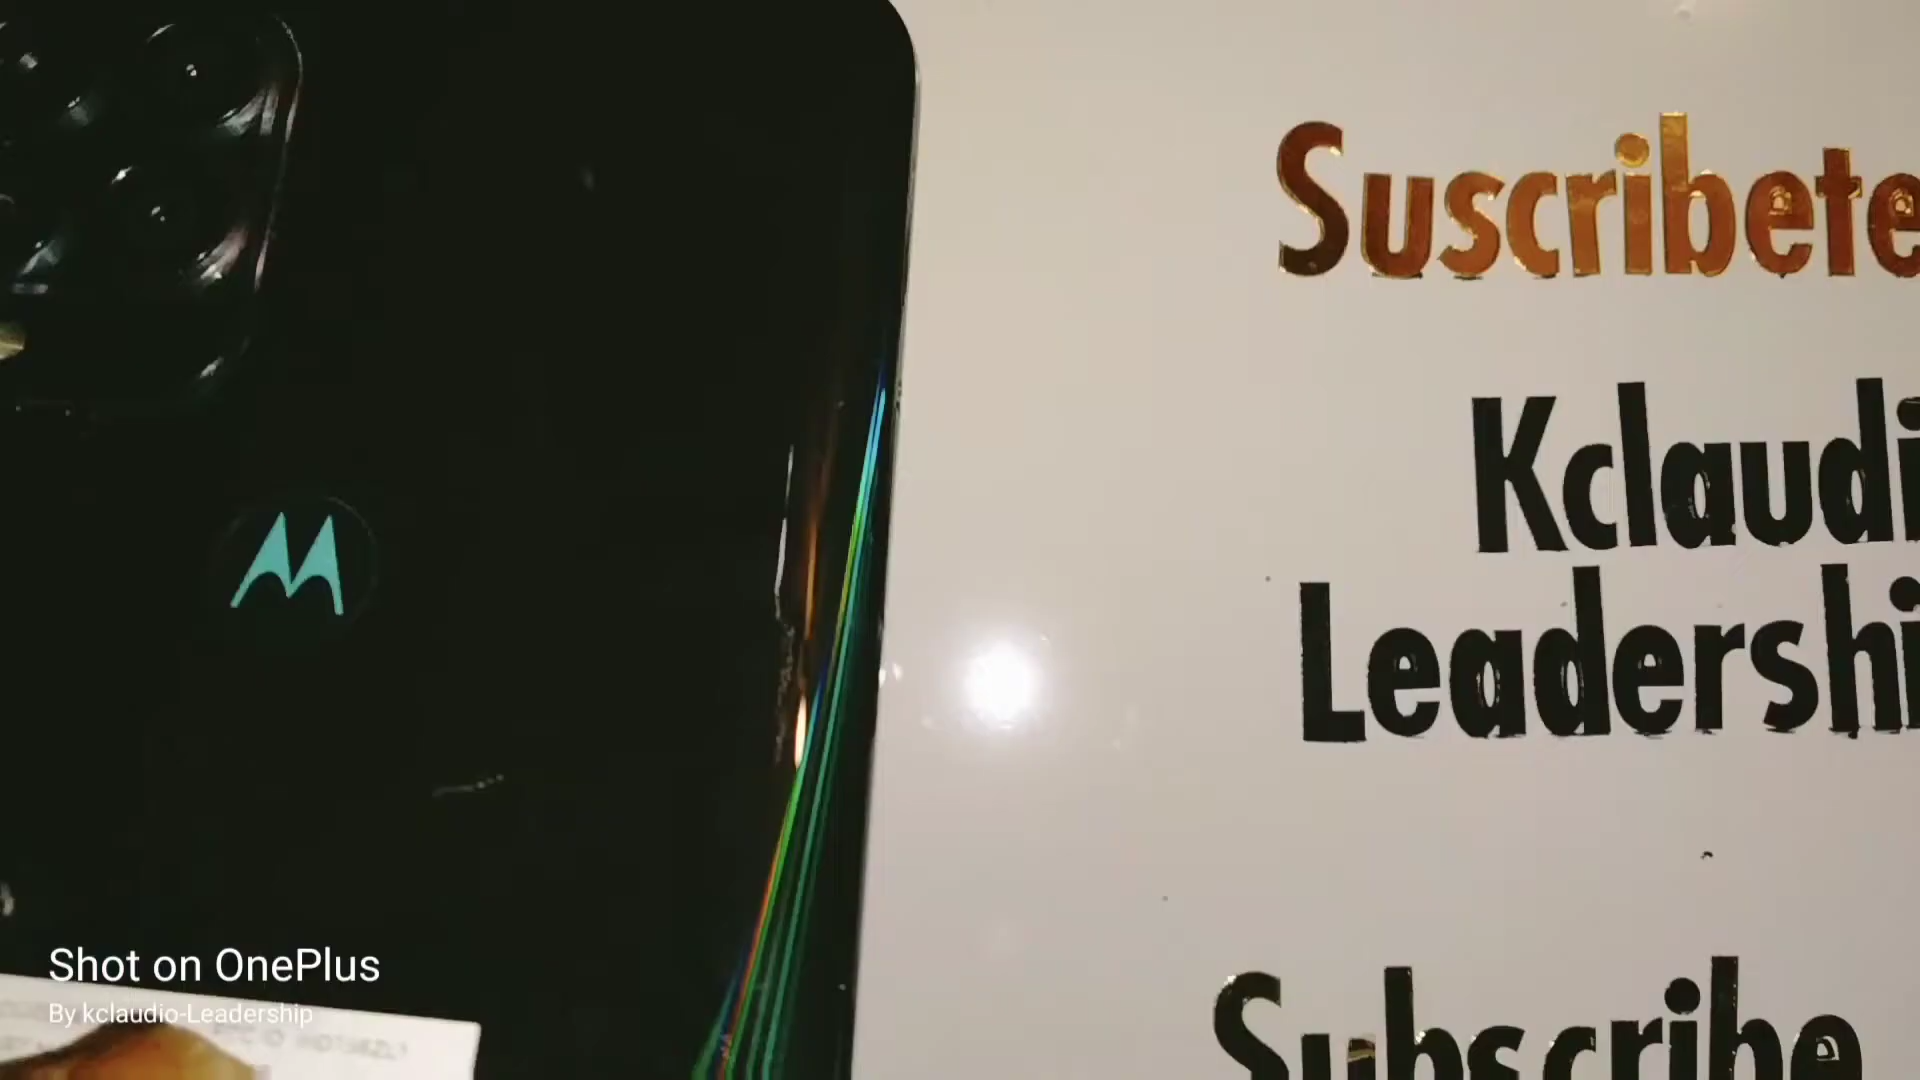 Suscribete
Kclaudi
Leadershi
Subscribe
Shot on OnePlus
By kclaudio-Leadership